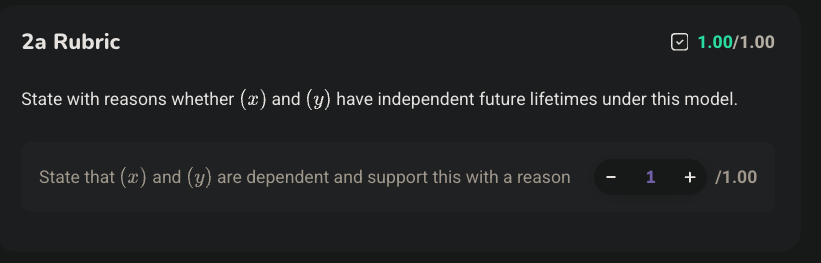 2a Rubric 1.00/1.00
State with reasons whether (x) and (y) have independent future lifetimes under this model.
State that (x) and (y) are dependent and support this with a reason − 1 + /1.00